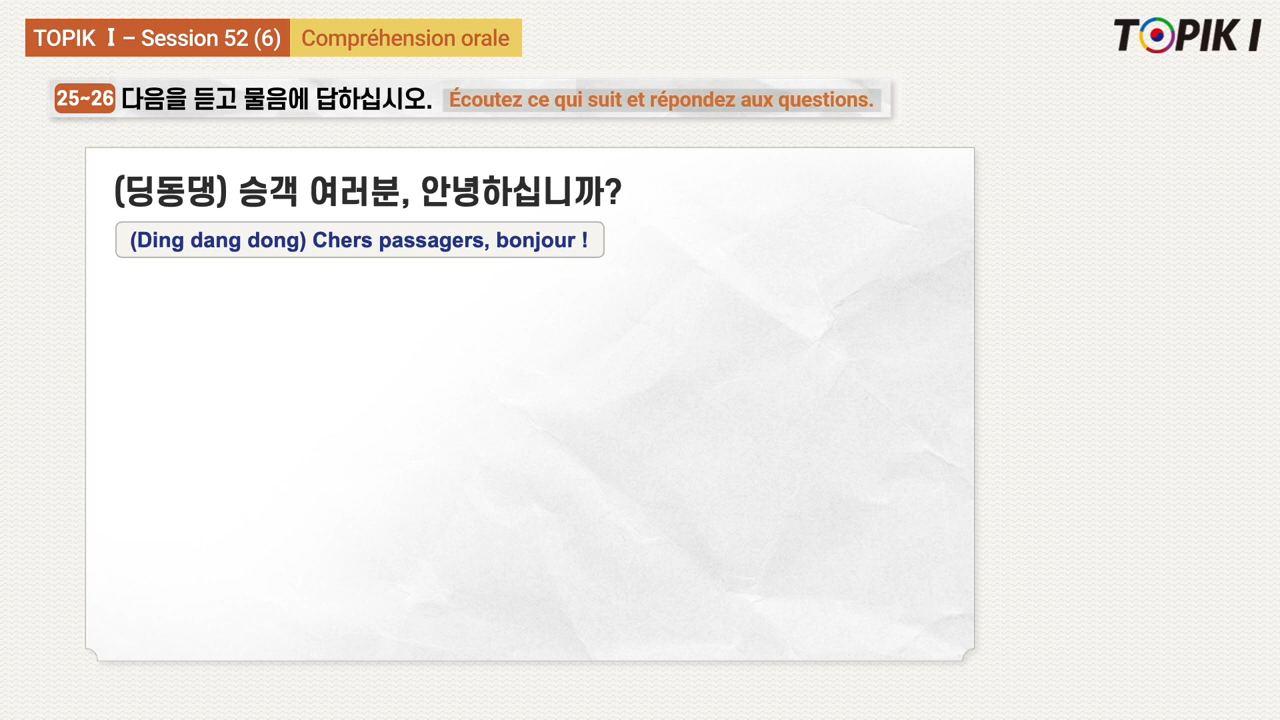 TOPIK Ⅰ – Session 52 (6) Compréhension orale
TOPIK I
25~26 다음을 듣고 물음에 답하십시오. Écoutez ce qui suit et répondez aux questions.
(딩동댕) 승객 여러분, 안녕하십니까?
(Ding dang dong) Chers passagers, bonjour !